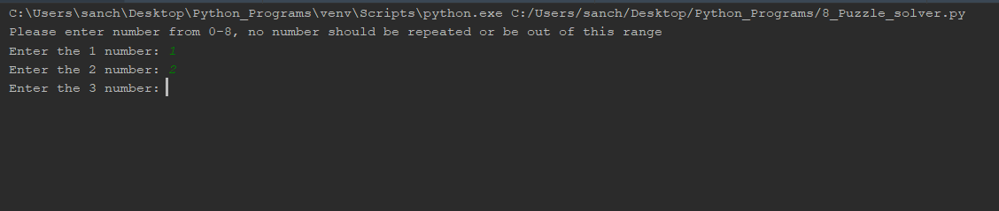 C:\Users\sanch\Desktop\Python_Programs\venv\Scripts\python.exe C:/Users/sanch/Desktop/Python_Programs/8_Puzzle_solver.py
Please enter number from 0-8, no number should be repeated or be out of this range
Enter the 1 number: 1
Enter the 2 number: 2
Enter the 3 number: